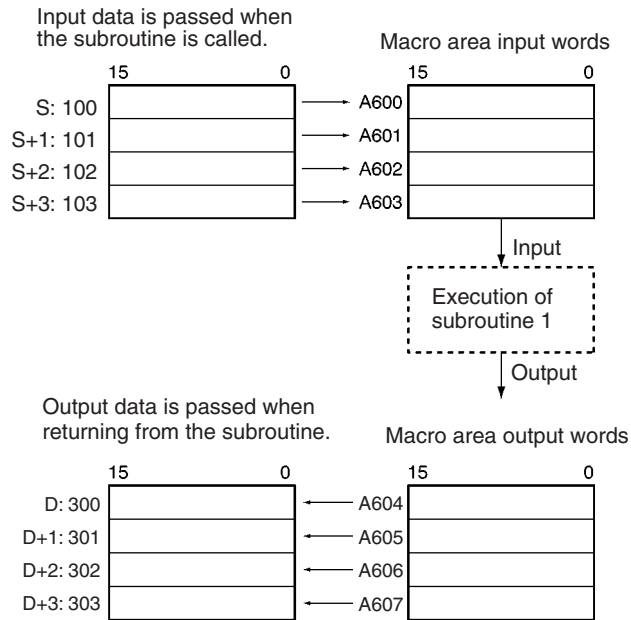 Input data is passed when
the subroutine is called.
Macro area input words
15 0 15 0
S: 100 A600
S+1: 101 A601
S+2: 102 A602
S+3: 103 A603
Input
Execution of
subroutine 1
Output
Output data is passed when
returning from the subroutine.
Macro area output words
15 0 15 0
D: 300 A604
D+1: 301 A605
D+2: 302 A606
D+3: 303 A607